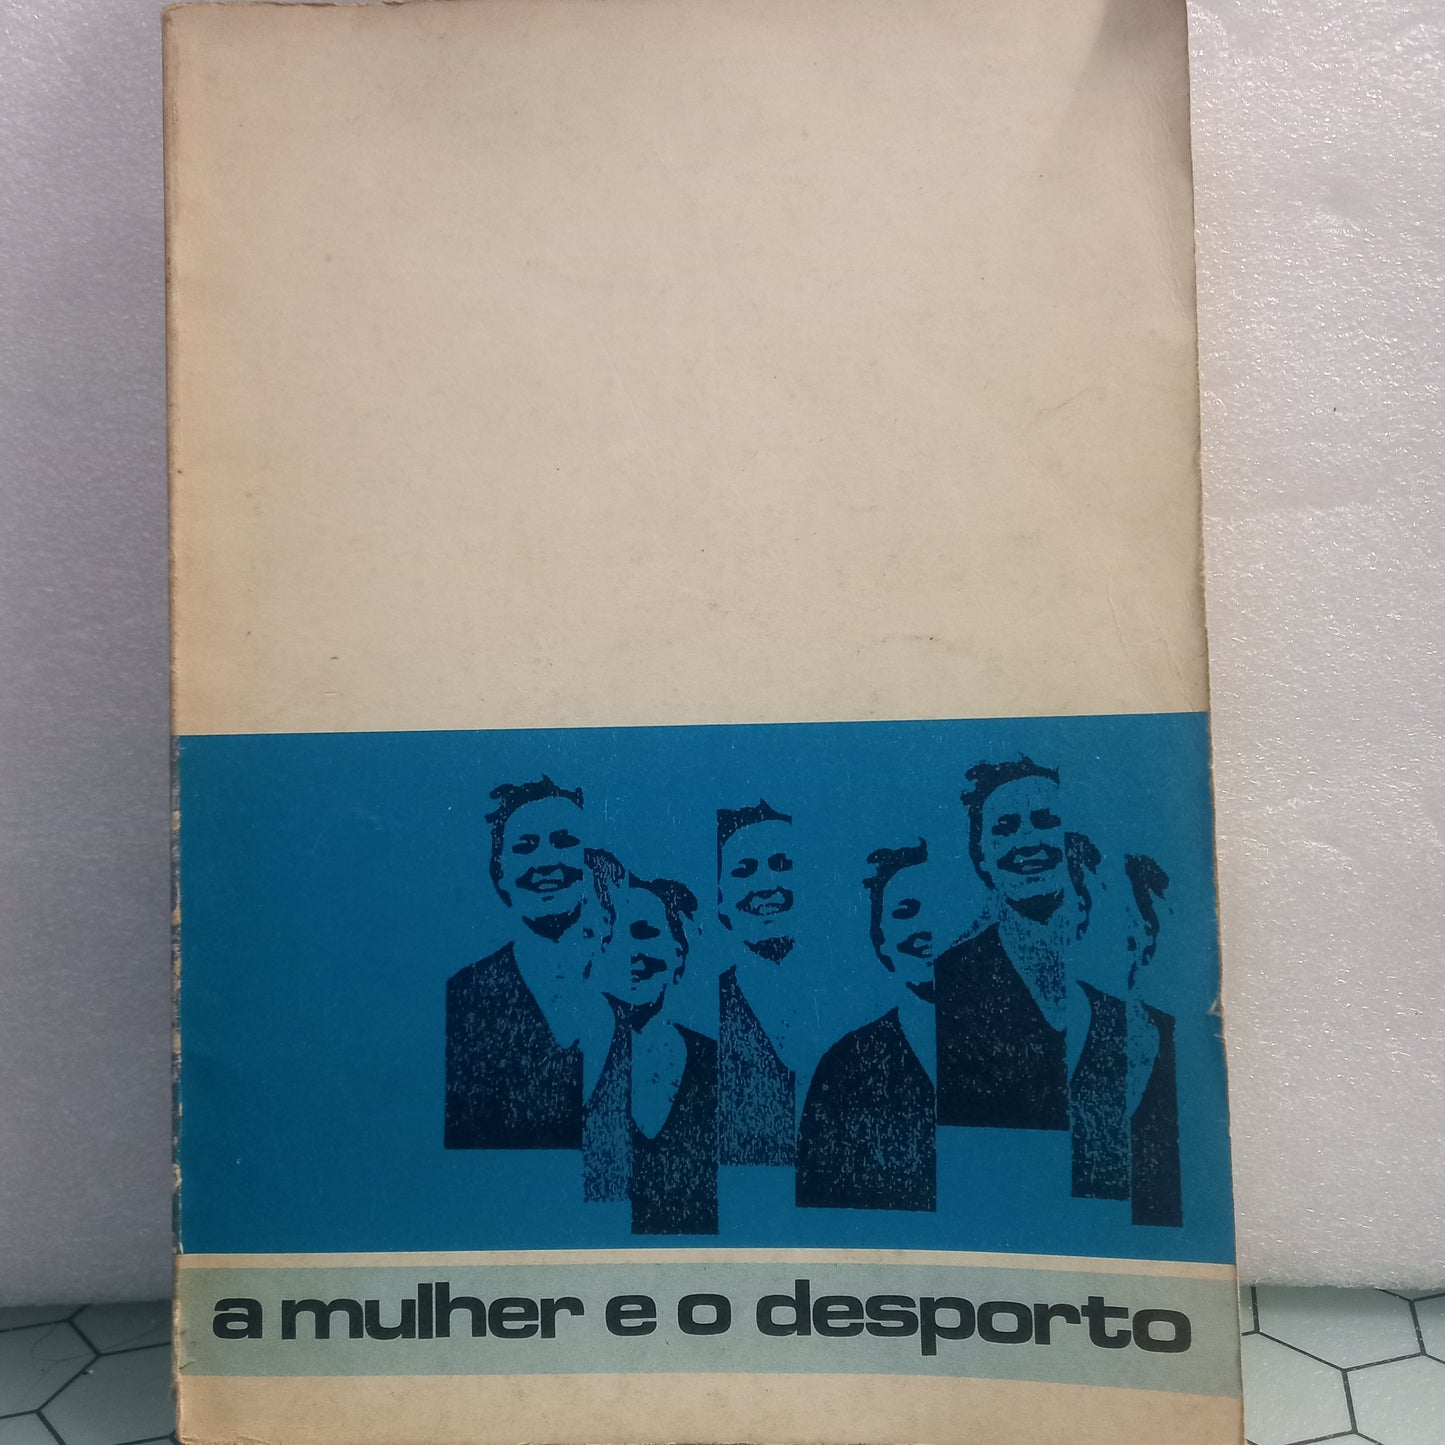 a mulher e o desporto